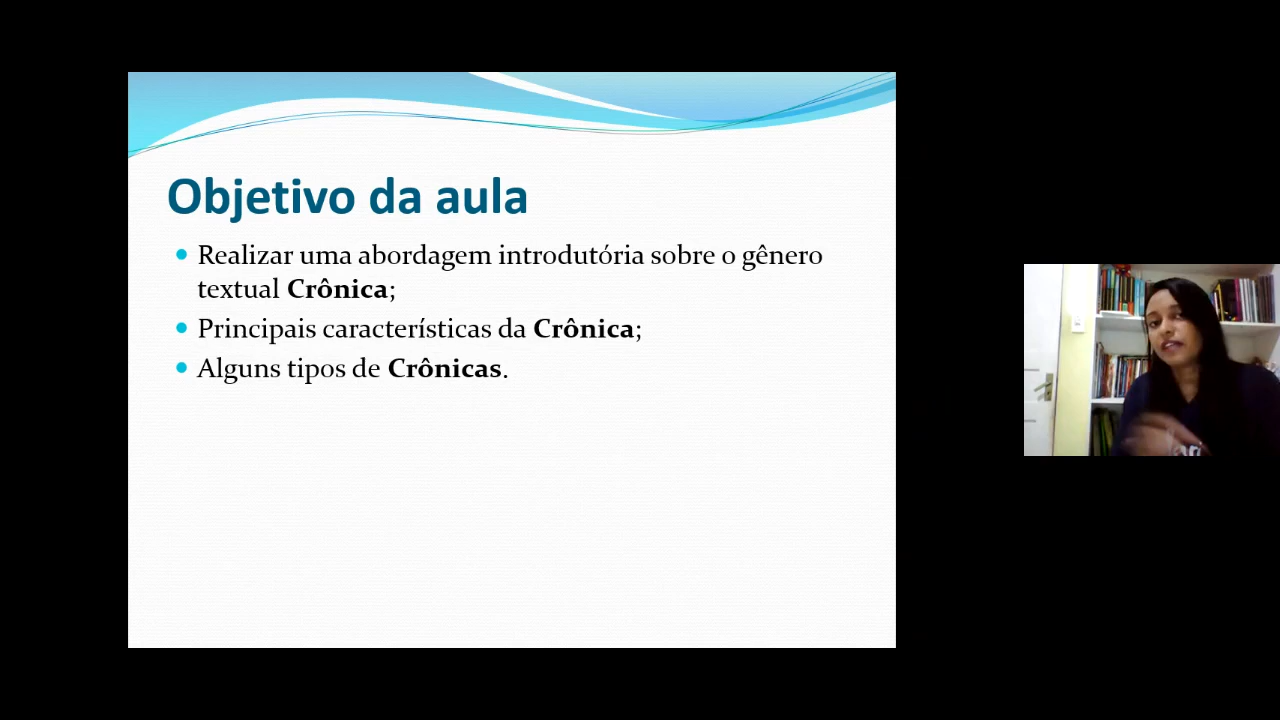 Objetivo da aula
Realizar uma abordagem introdutória sobre o gênero
textual Crônica;
Principais características da Crônica;
Alguns tipos de Crônicas.